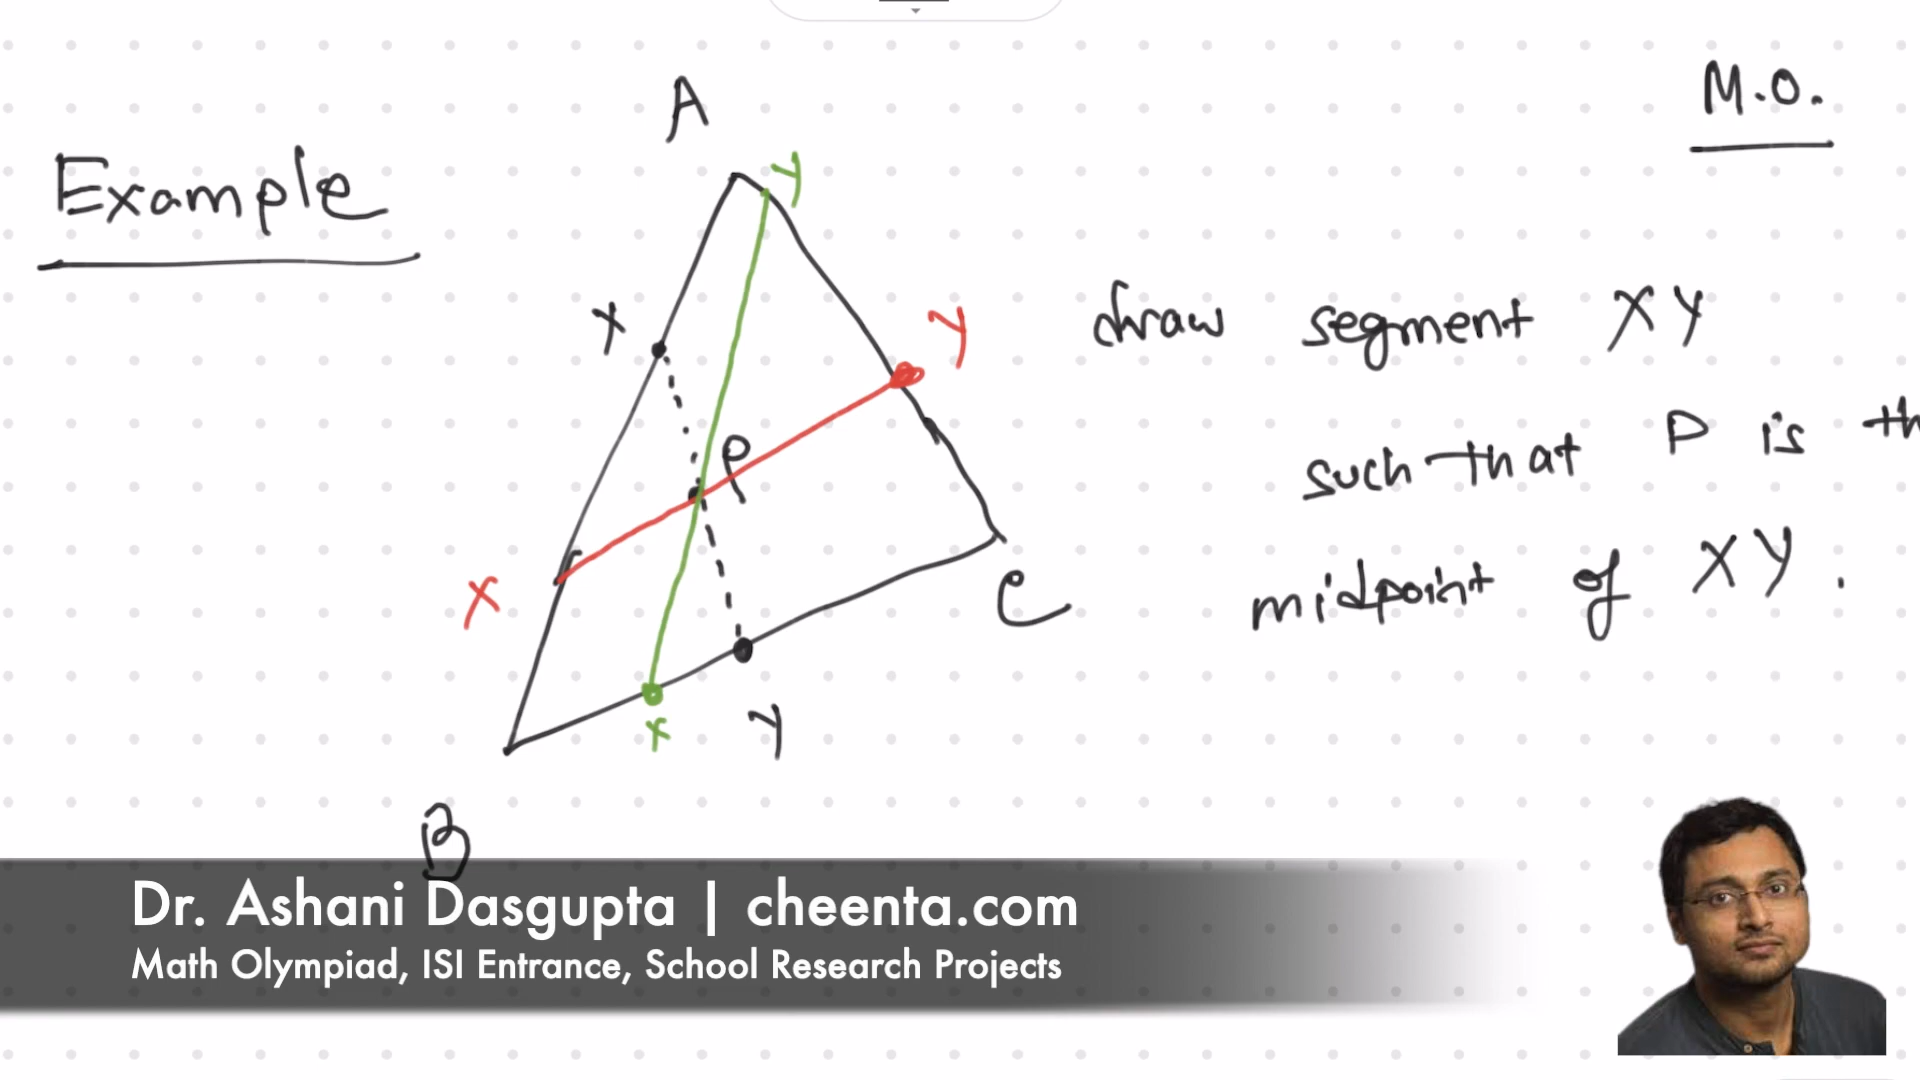 M.O.
A
y
Example
X
y
draw segment XY
P
such that P is th
X
midpoint of XY.
C
x
y
B
Dr. Ashani Dasgupta | cheenta.com
Math Olympiad, ISI Entrance, School Research Projects